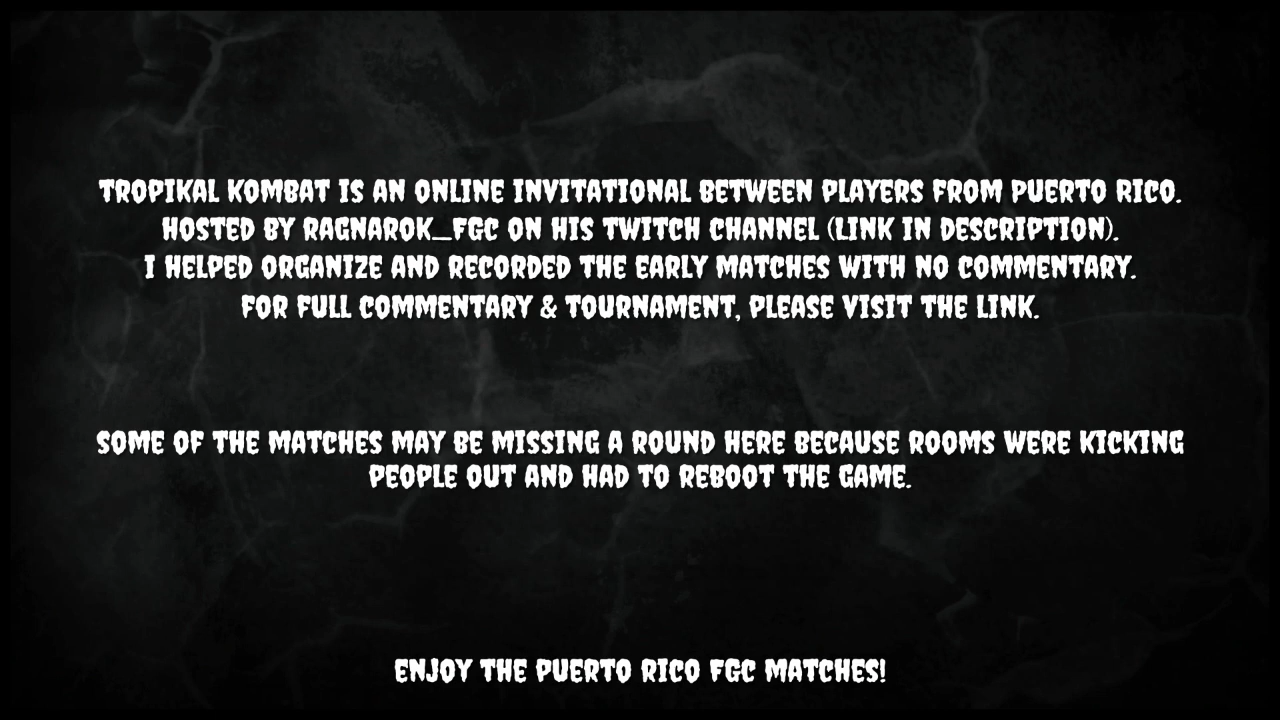 TROPIKAL KOMBAT IS AN ONLINE INVITATIONAL BETWEEN PLAYERS FROM PUERTO RICO.
HOSTED BY RAGNAROK_FGC ON HIS TWITCH CHANNEL (LINK IN DESCRIPTION).
I HELPED ORGANIZE AND RECORDED THE EARLY MATCHES WITH NO COMMENTARY.
FOR FULL COMMENTARY & TOURNAMENT, PLEASE VISIT THE LINK.
SOME OF THE MATCHES MAY BE MISSING A ROUND HERE BECAUSE ROOMS WERE KICKING
PEOPLE OUT AND HAD TO REBOOT THE GAME.
ENJOY THE PUERTO RICO FGC MATCHES!